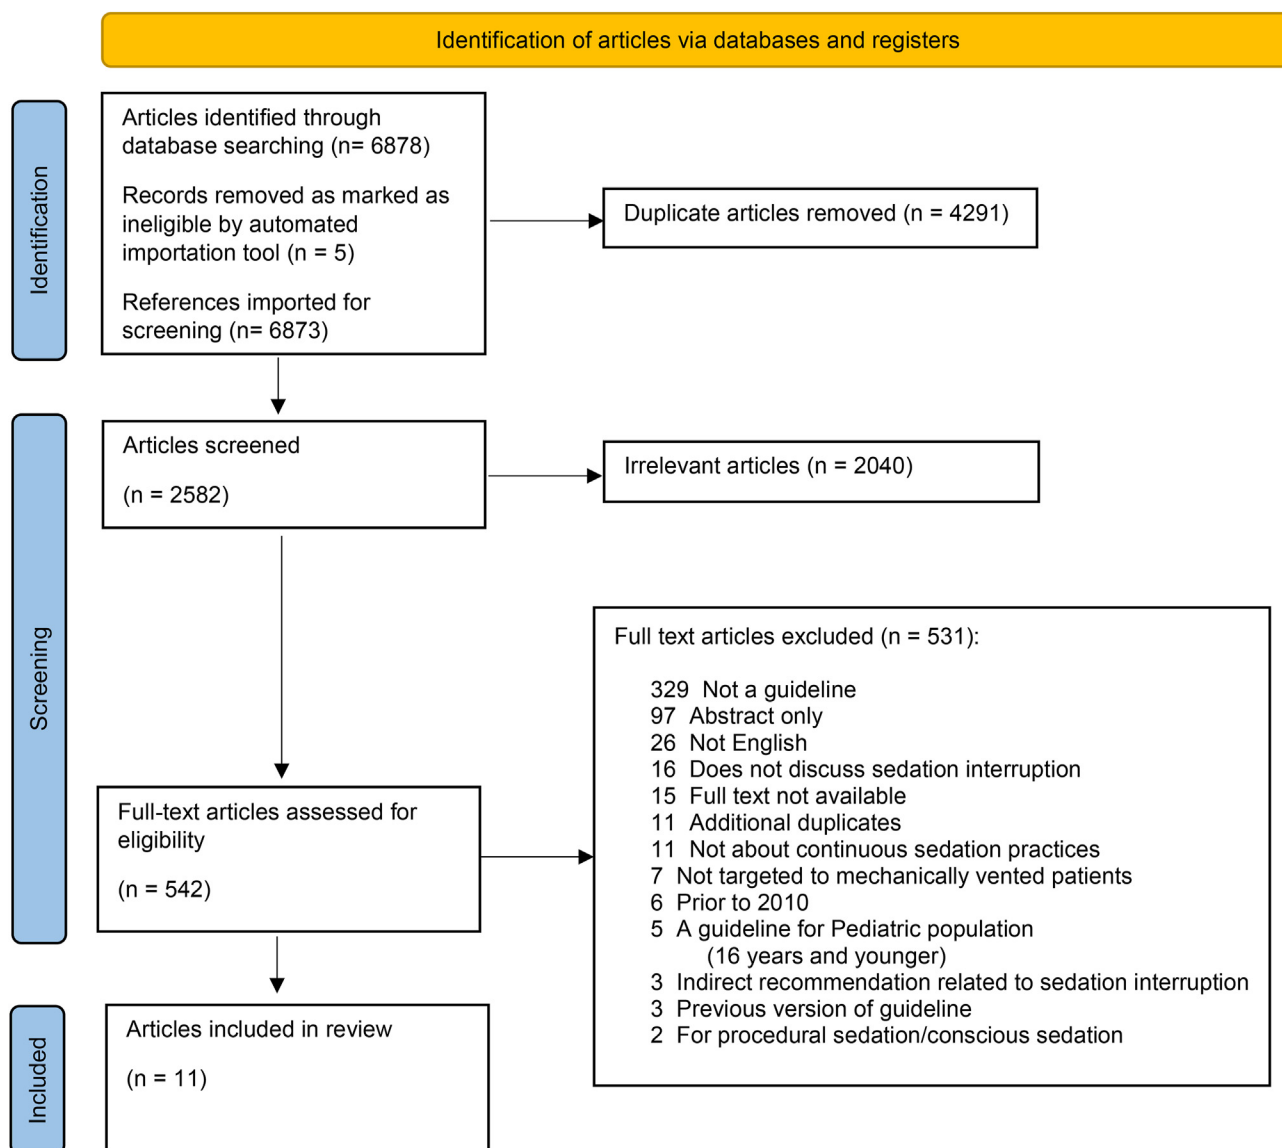 Identification of articles via databases and registers
Identification
Articles identified through
database searching (n= 6878)
Records removed as marked as
ineligible by automated
importation tool (n = 5)
References imported for
screening (n= 6873)
Duplicate articles removed (n = 4291)
Screening
Articles screened
(n = 2582)
Irrelevant articles (n = 2040)
Full-text articles assessed for
eligibility
(n = 542)
Full text articles excluded (n = 531):
329 Not a guideline
97 Abstract only
26 Not English
16 Does not discuss sedation interruption
15 Full text not available
11 Additional duplicates
11 Not about continuous sedation practices
7 Not targeted to mechanically vented patients
6 Prior to 2010
5 A guideline for Pediatric population
(16 years and younger)
3 Indirect recommendation related to sedation interruption
3 Previous version of guideline
2 For procedural sedation/conscious sedation
Included
Articles included in review
(n = 11)